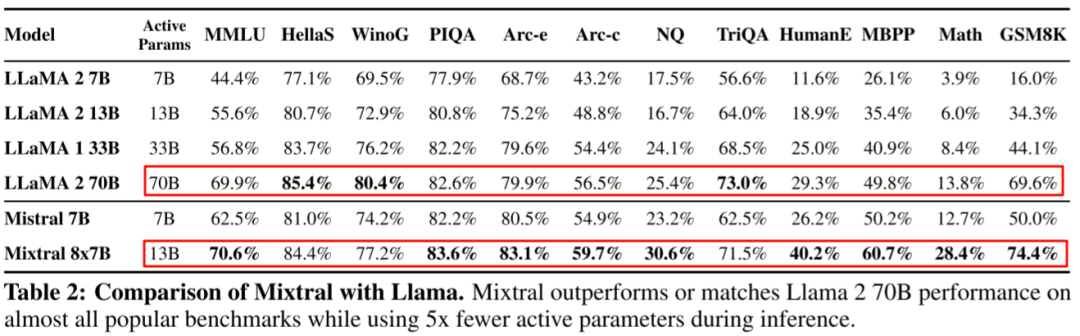 Model Active Params MMLU HellaS WinoG PIQA Arc-e Arc-c NQ TriQA HumanE MBPP Math GSM8K
LLaMA 2 7B 7B 44.4% 77.1% 69.5% 77.9% 68.7% 43.2% 17.5% 56.6% 11.6% 26.1% 3.9% 16.0%
LLaMA 2 13B 13B 55.6% 80.7% 72.9% 80.8% 75.2% 48.8% 16.7% 64.0% 18.9% 35.4% 6.0% 34.3%
LLaMA 1 33B 33B 56.8% 83.7% 76.2% 82.2% 79.6% 54.4% 24.1% 68.5% 25.0% 40.9% 8.4% 44.1%
LLaMA 2 70B 70B 69.9% 85.4% 80.4% 82.6% 79.9% 56.5% 25.4% 73.0% 29.3% 49.8% 13.8% 69.6%
Mistral 7B 7B 62.5% 81.0% 74.2% 82.2% 80.5% 54.9% 23.2% 62.5% 26.2% 50.2% 12.7% 50.0%
Mixtral 8x7B 13B 70.6% 84.4% 77.2% 83.6% 83.1% 59.7% 30.6% 71.5% 40.2% 60.7% 28.4% 74.4%
Table 2: Comparison of Mixtral with Llama. Mixtral outperforms or matches Llama 2 70B performance on
almost all popular benchmarks while using 5x fewer active parameters during inference.